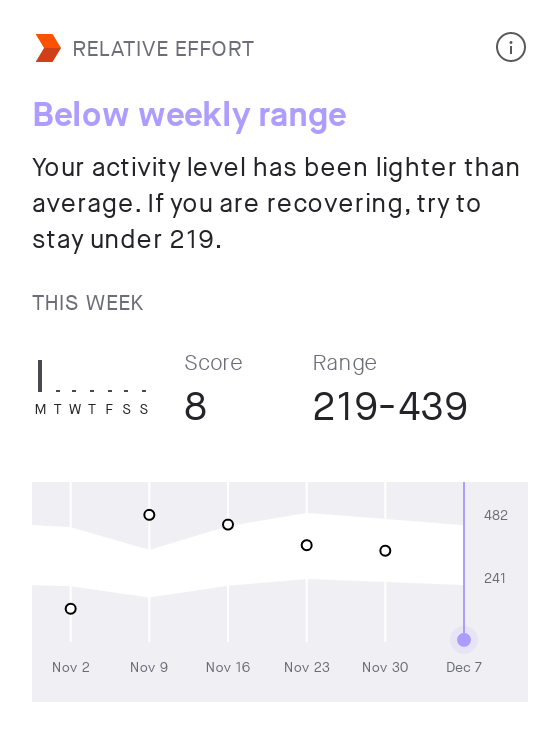 RELATIVE EFFORT
Below weekly range
Your activity level has been lighter than
average. If you are recovering, try to
stay under 219.
THIS WEEK
Score
Range
8
219-439
M T W T F S S
482
241
Nov 2
Nov 9
Nov 16
Nov 23
Nov 30
Dec 7